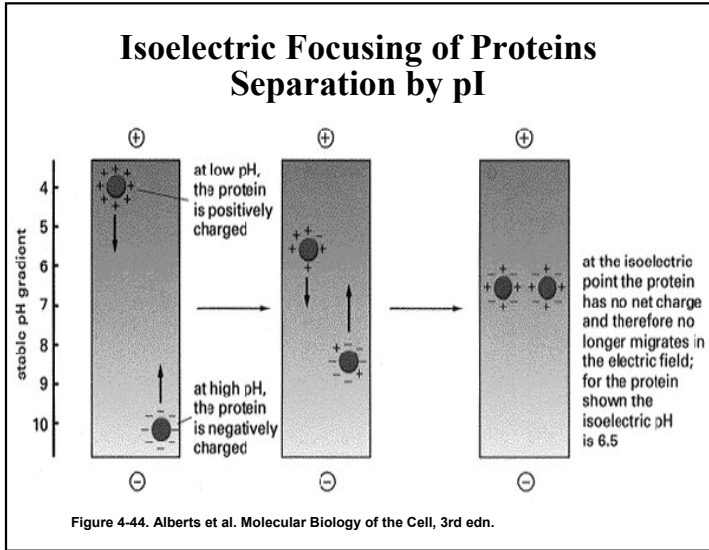 Isoelectric Focusing of Proteins
Separation by pI
⊕
⊕
⊕
stable pH gradient
4
5
6
7
8
9
10
at low pH,
the protein
is positively
charged
at high pH,
the protein
is negatively
charged
at the isoelectric
point the protein
has no net charge
and therefore no
longer migrates in
the electric field;
for the protein
shown the
isoelectric pH
is 6.5
⊖
⊖
⊖
Figure 4-44. Alberts et al. Molecular Biology of the Cell, 3rd edn.